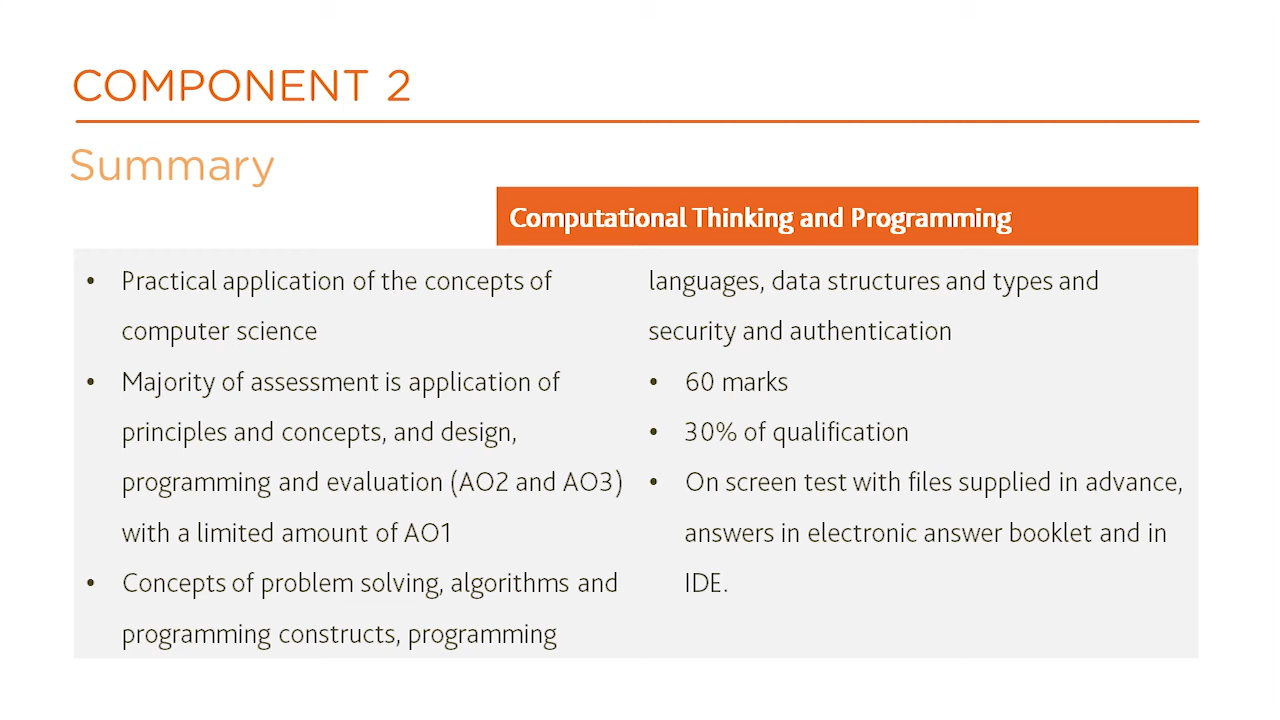 COMPONENT 2
Summary
Computational Thinking and Programming
• Practical application of the concepts of
computer science
• Majority of assessment is application of
principles and concepts, and design,
programming and evaluation (AO2 and AO3)
with a limited amount of AO1
• Concepts of problem solving, algorithms and
programming constructs, programming
languages, data structures and types and
security and authentication
• 60 marks
• 30% of qualification
• On screen test with files supplied in advance,
answers in electronic answer booklet and in
IDE.